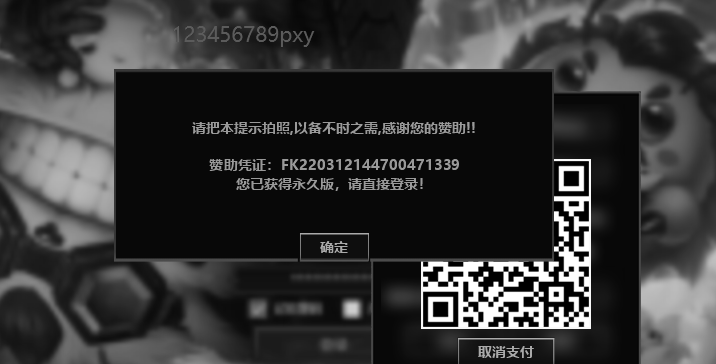 123456789pxy
请把本提示拍照,以备不时之需,感谢您的赞助!!
赞助凭证：FK220312144700471339
您已获得永久版，请直接登录！
确定
取消支付